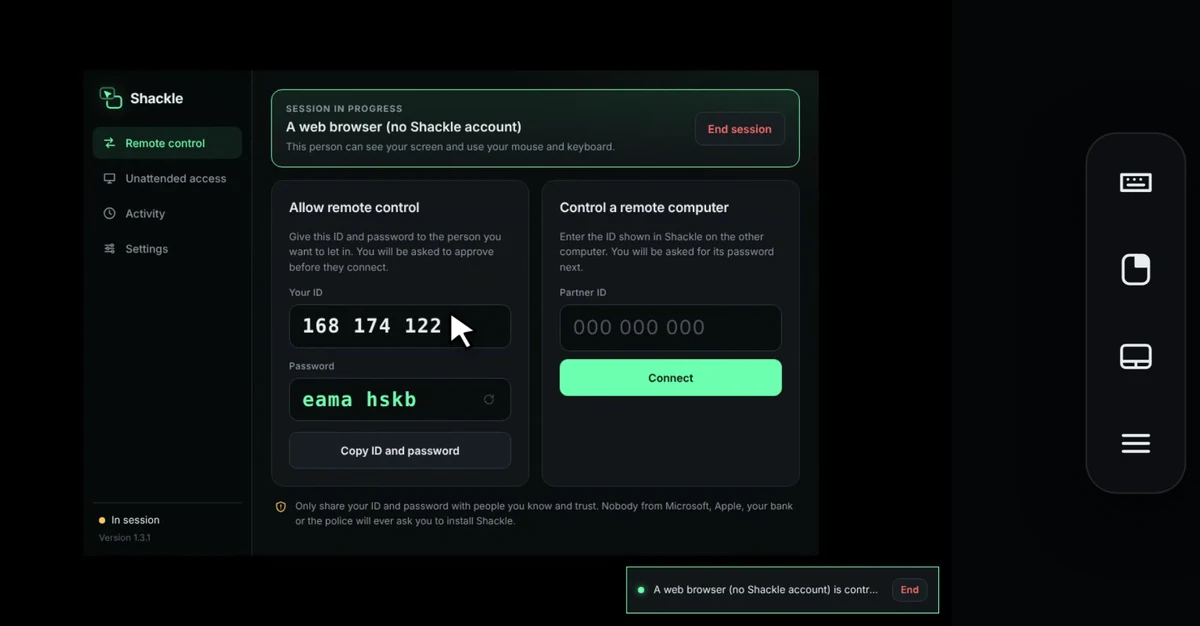 Shackle
Remote control
Unattended access
Activity
Settings
In session
Version 1.3.1
SESSION IN PROGRESS
A web browser (no Shackle account)
This person can see your screen and use your mouse and keyboard.
End session
Allow remote control
Give this ID and password to the person you
want to let in. You will be asked to approve
before they connect.
Your ID
168 174 122
Password
eama hskb
Copy ID and password
Control a remote computer
Enter the ID shown in Shackle on the other
computer. You will be asked for its password
next.
Partner ID
000 000 000
Connect
Only share your ID and password with people you know and trust. Nobody from Microsoft, Apple, your bank
or the police will ever ask you to install Shackle.
A web browser (no Shackle account) is contr...
End